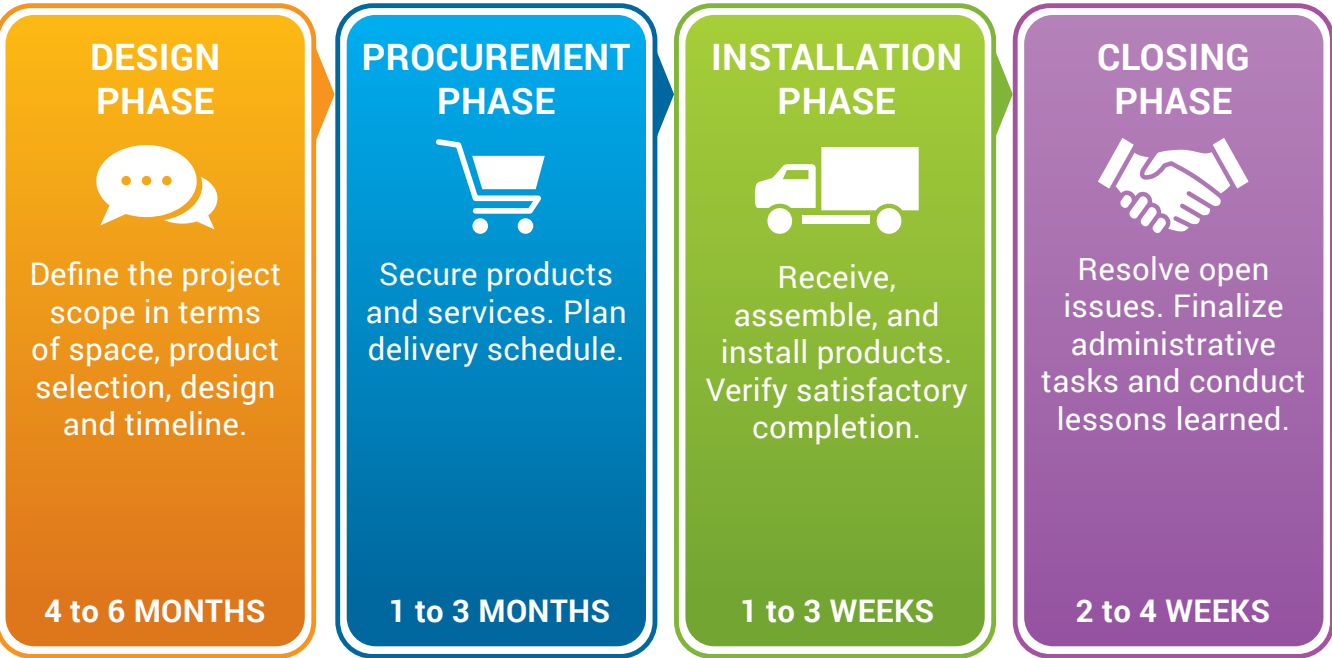 DESIGN
PHASE
Define the project
scope in terms
of space, product
selection, design
and timeline.
4 to 6 MONTHS
PROCUREMENT
PHASE
Secure products
and services. Plan
delivery schedule.
1 to 3 MONTHS
INSTALLATION
PHASE
Receive,
assemble, and
install products.
Verify satisfactory
completion.
1 to 3 WEEKS
CLOSING
PHASE
Resolve open
issues. Finalize
administrative
tasks and conduct
lessons learned.
2 to 4 WEEKS